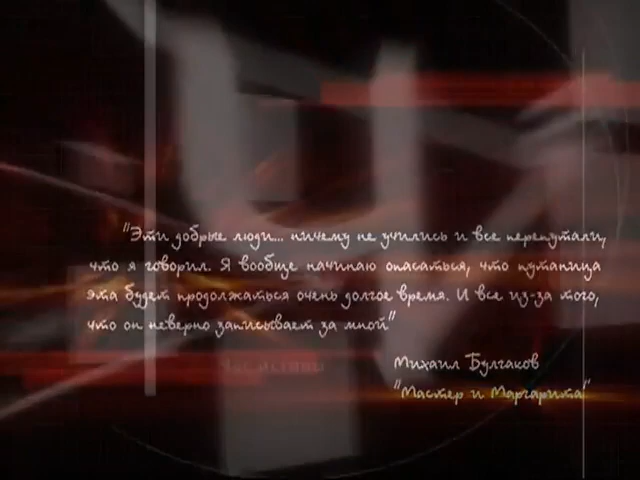 "Эти добрые люди... ничему не учились и все перепутали,
что я говорил. Я вообще начинаю опасаться, что путаница
эта будет продолжаться очень долгое время. И все из-за того,
что он неверно записывает за мной"
Михаил Булгаков
"Мастер и Маргарита"